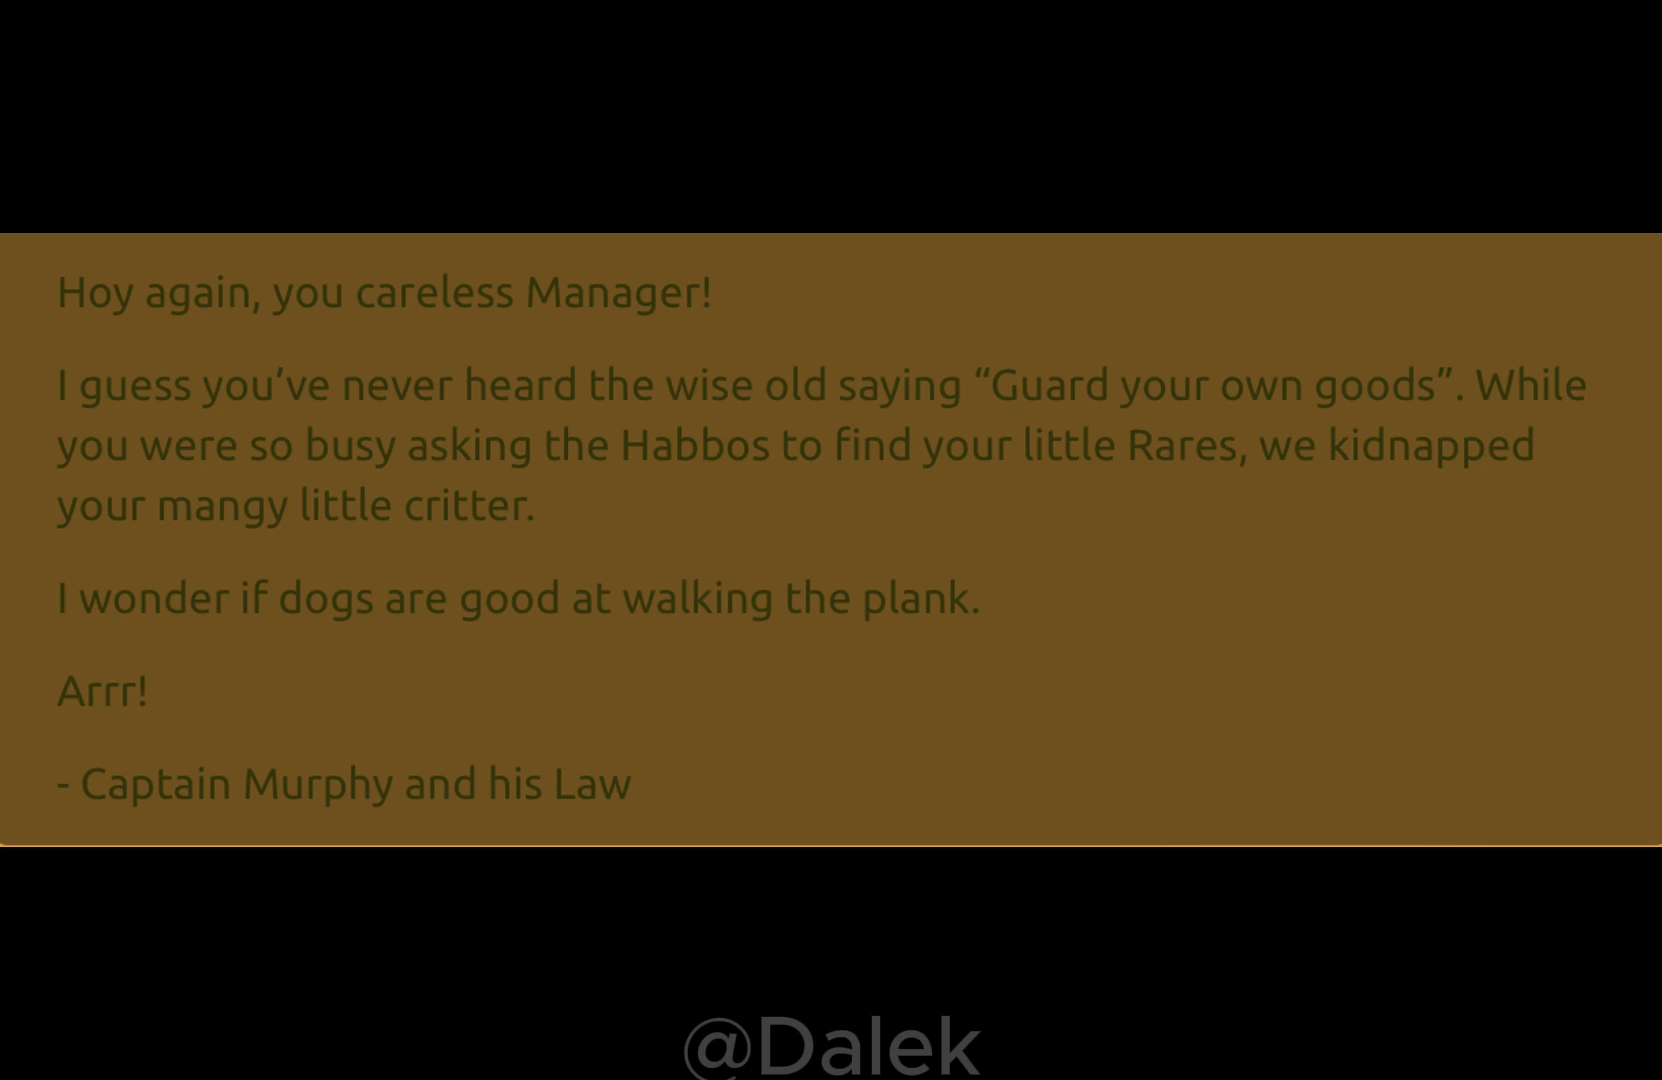 Hoy again, you careless Manager!
I guess you’ve never heard the wise old saying “Guard your own goods”. While
you were so busy asking the Habbos to find your little Rares, we kidnapped
your mangy little critter.
I wonder if dogs are good at walking the plank.
Arrr!
- Captain Murphy and his Law
@Dalek